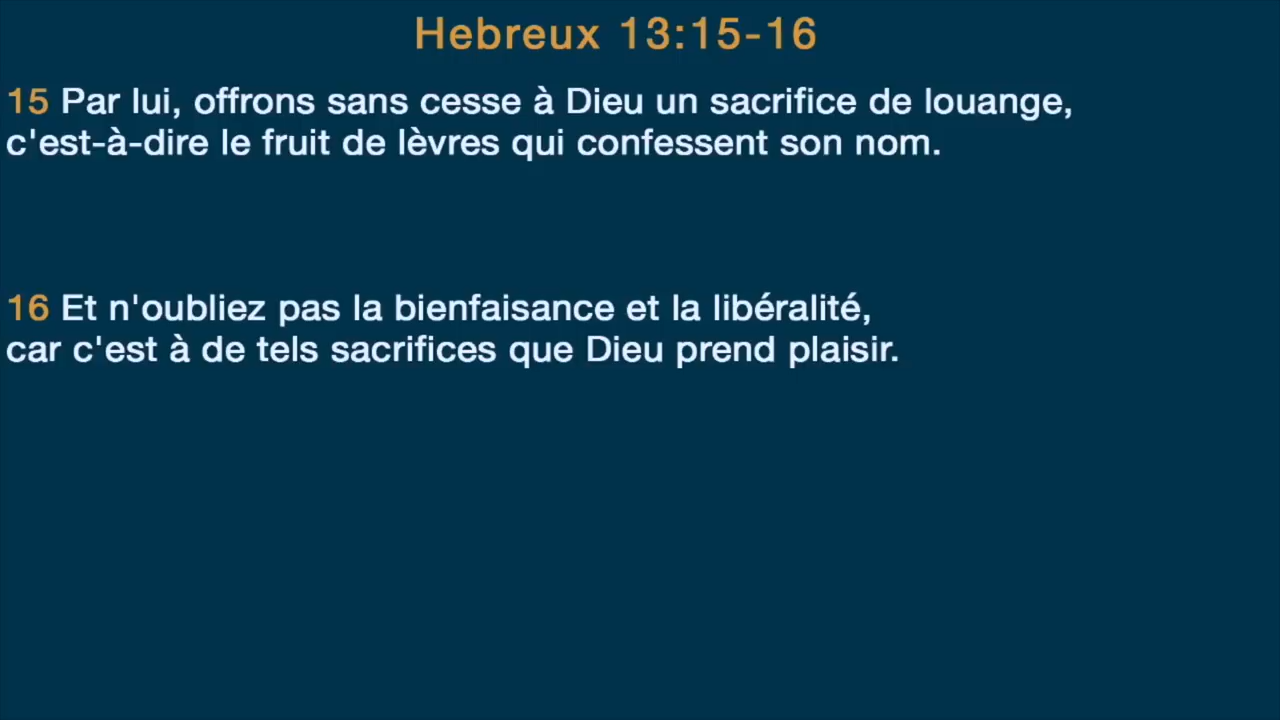 Hebreux 13:15-16
15 Par lui, offrons sans cesse à Dieu un sacrifice de louange,
c'est-à-dire le fruit de lèvres qui confessent son nom.
16 Et n'oubliez pas la bienfaisance et la libéralité,
car c'est à de tels sacrifices que Dieu prend plaisir.